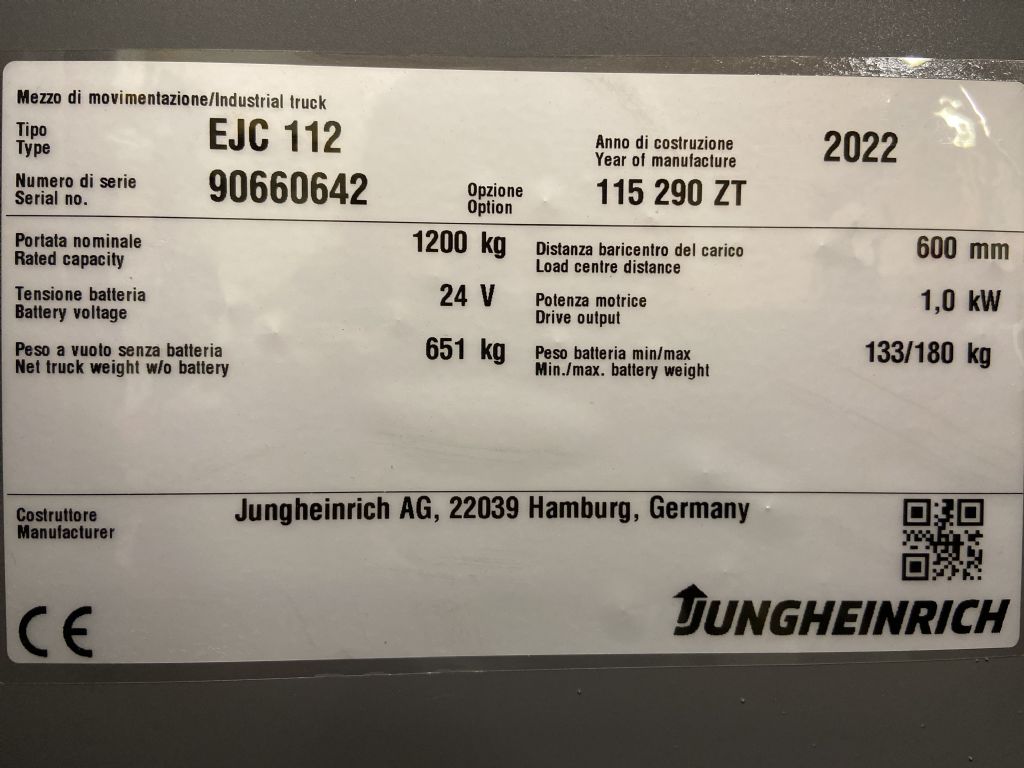 Mezzo di movimentazione/Industrial truck
Tipo
Type
EJC 112
Anno di costruzione
Year of manufacture
2022
Numero di serie
Serial no.
90660642
Opzione
Option
115 290 ZT
Portata nominale
Rated capacity
1200 kg
Distanza baricentro del carico
Load centre distance
600 mm
Tensione batteria
Battery voltage
24 V
Potenza motrice
Drive output
1,0 kW
Peso a vuoto senza batteria
Net truck weight w/o battery
651 kg
Peso batteria min/max
Min./max. battery weight
133/180 kg
Costruttore
Manufacturer
Jungheinrich AG, 22039 Hamburg, Germany
CE
JUNGHEINRICH